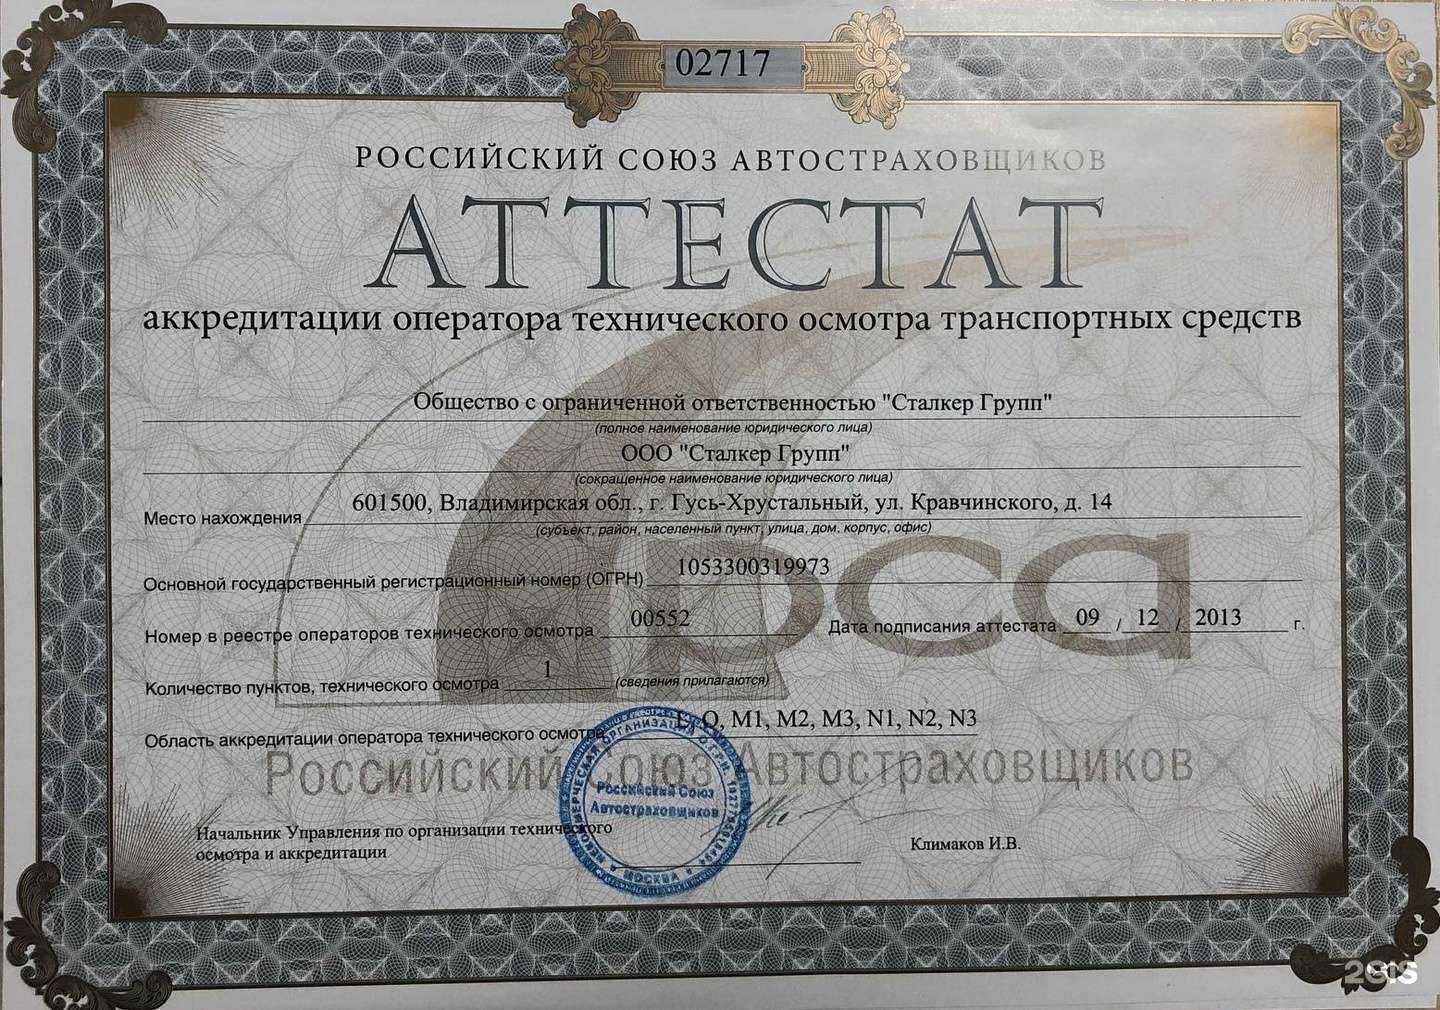 02717
РОССИЙСКИЙ СОЮЗ АВТОСТРАХОВЩИКОВ
АТТЕСТАТ
аккредитации оператора технического осмотра транспортных средств
Общество с ограниченной ответственностью "Сталкер Групп"
(полное наименование юридического лица)
ООО "Сталкер Групп"
(сокращенное наименование юридического лица)
Место нахождения 601500, Владимирская обл., г. Гусь-Хрустальный, ул. Кравчинского, д. 14
(субъект, район, населенный пункт, улица, дом, корпус, офис)
рса
Основной государственный регистрационный номер (ОГРН) 1053300319973
Номер в реестре операторов технического осмотра 00552 Дата подписания аттестата 09 / 12 / 2013 г.
Количество пунктов, технического осмотра 1 (сведения прилагаются)
Область аккредитации оператора технического осмотра E, O, M1, M2, M3, N1, N2, N3
Российский Союз Автостраховщиков
Российский Союз
Автостраховщиков
МОСКВА
Начальник Управления по организации технического
осмотра и аккредитации
Климаков И.В.
2GIS